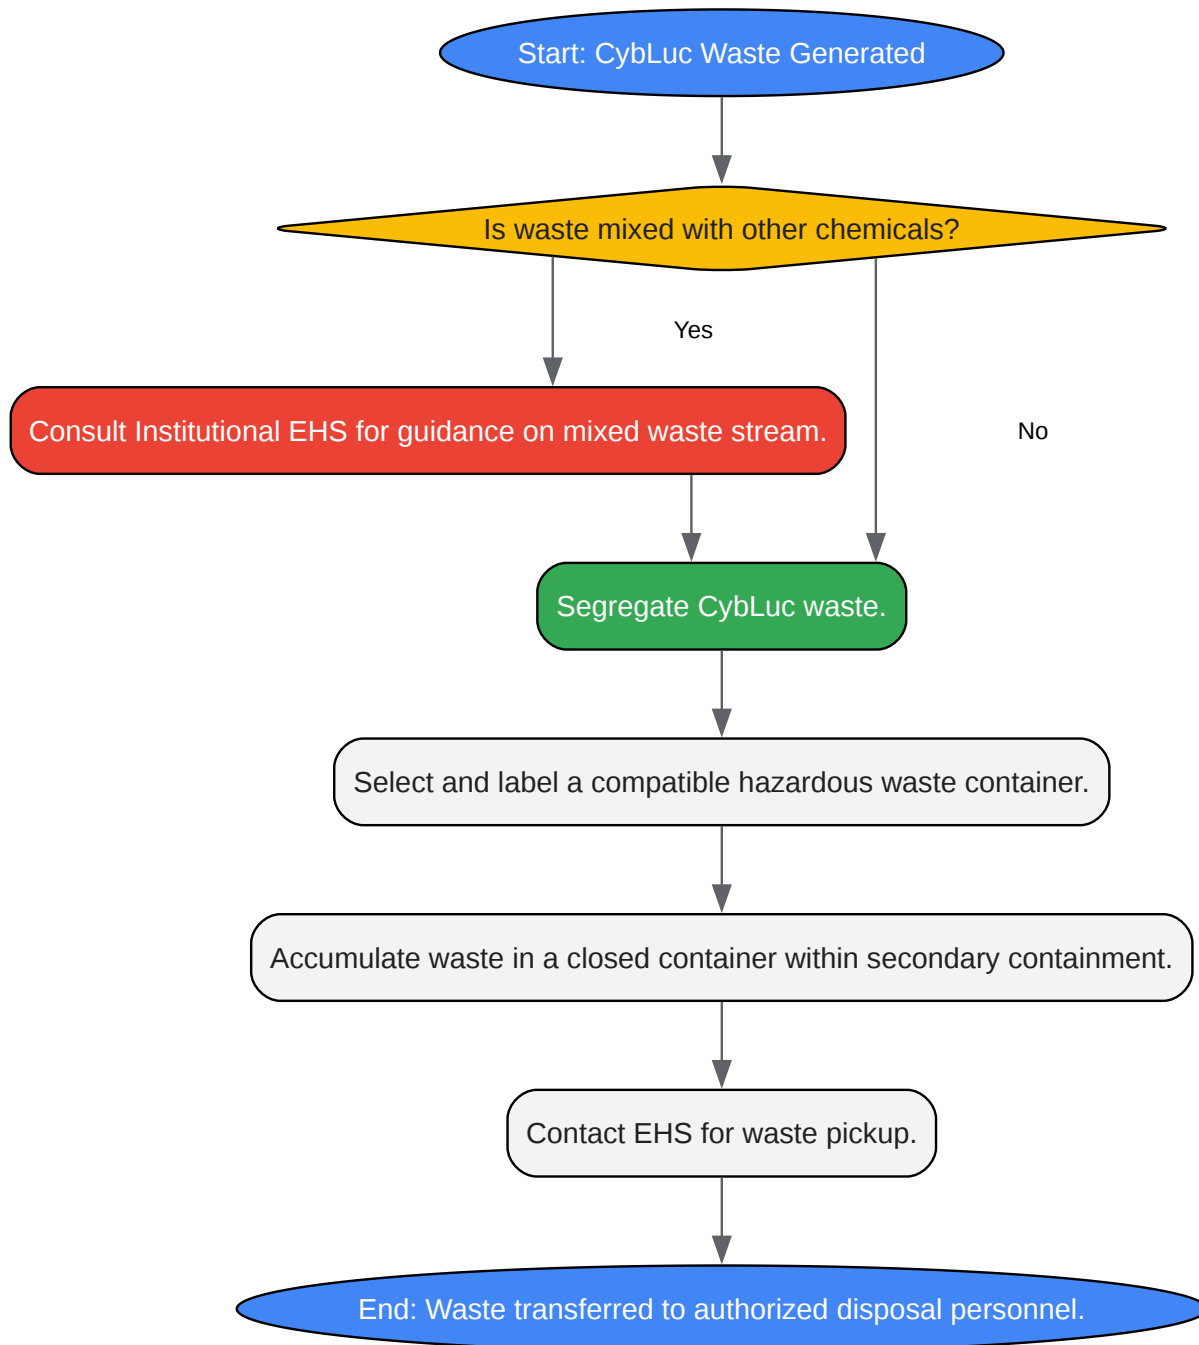 Start: CybLuc Waste Generated
Is waste mixed with other chemicals?
Yes
Consult Institutional EHS for guidance on mixed waste stream.
No
Segregate CybLuc waste.
Select and label a compatible hazardous waste container.
Accumulate waste in a closed container within secondary containment.
Contact EHS for waste pickup.
End: Waste transferred to authorized disposal personnel.